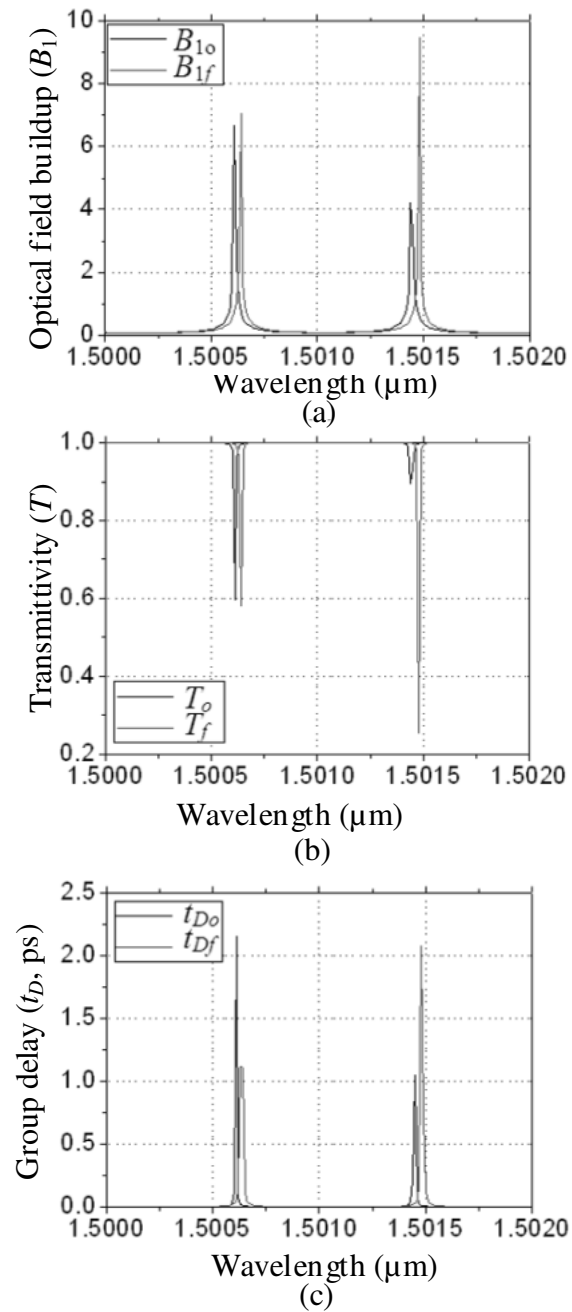 Optical field buildup (B1)
10
8
6
4
2
0
B1o
B1f
1.5000 1.5005 1.5010 1.5015 1.5020
Wavelength (µm)
(a)
Transmittivity (T)
1.0
0.8
0.6
0.4
0.2
To
Tf
1.5000 1.5005 1.5010 1.5015 1.5020
Wavelength (µm)
(b)
Group delay (tD, ps)
2.5
2.0
1.5
1.0
0.5
0.0
tDo
tDf
1.5000 1.5005 1.5010 1.5015 1.5020
Wavelength (µm)
(c)